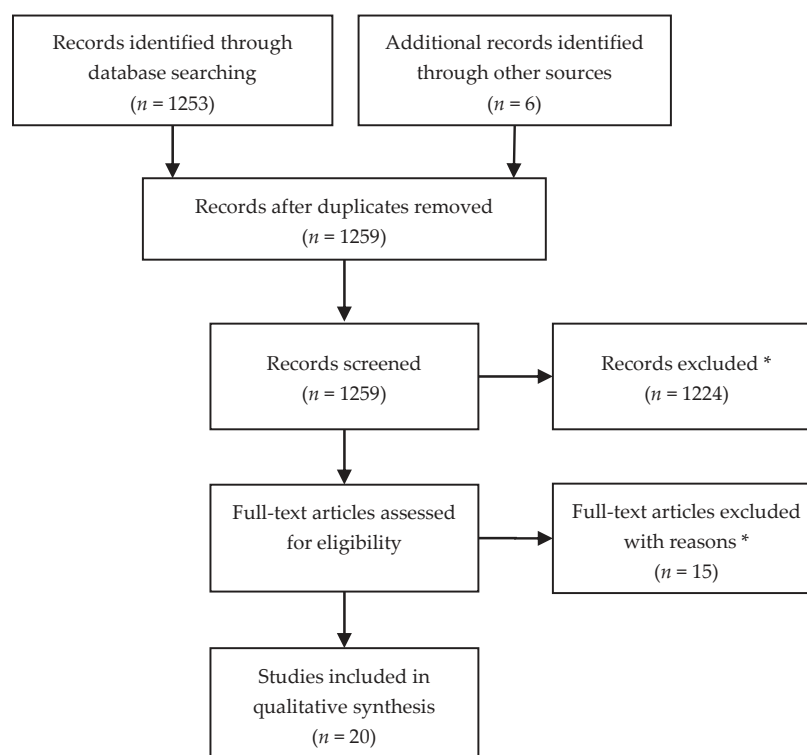 Records identified through
database searching
(n = 1253)
Additional records identified
through other sources
(n = 6)
Records after duplicates removed
(n = 1259)
Records screened
(n = 1259)
Records excluded *
(n = 1224)
Full-text articles assessed
for eligibility
Full-text articles excluded
with reasons *
(n = 15)
Studies included in
qualitative synthesis
(n = 20)